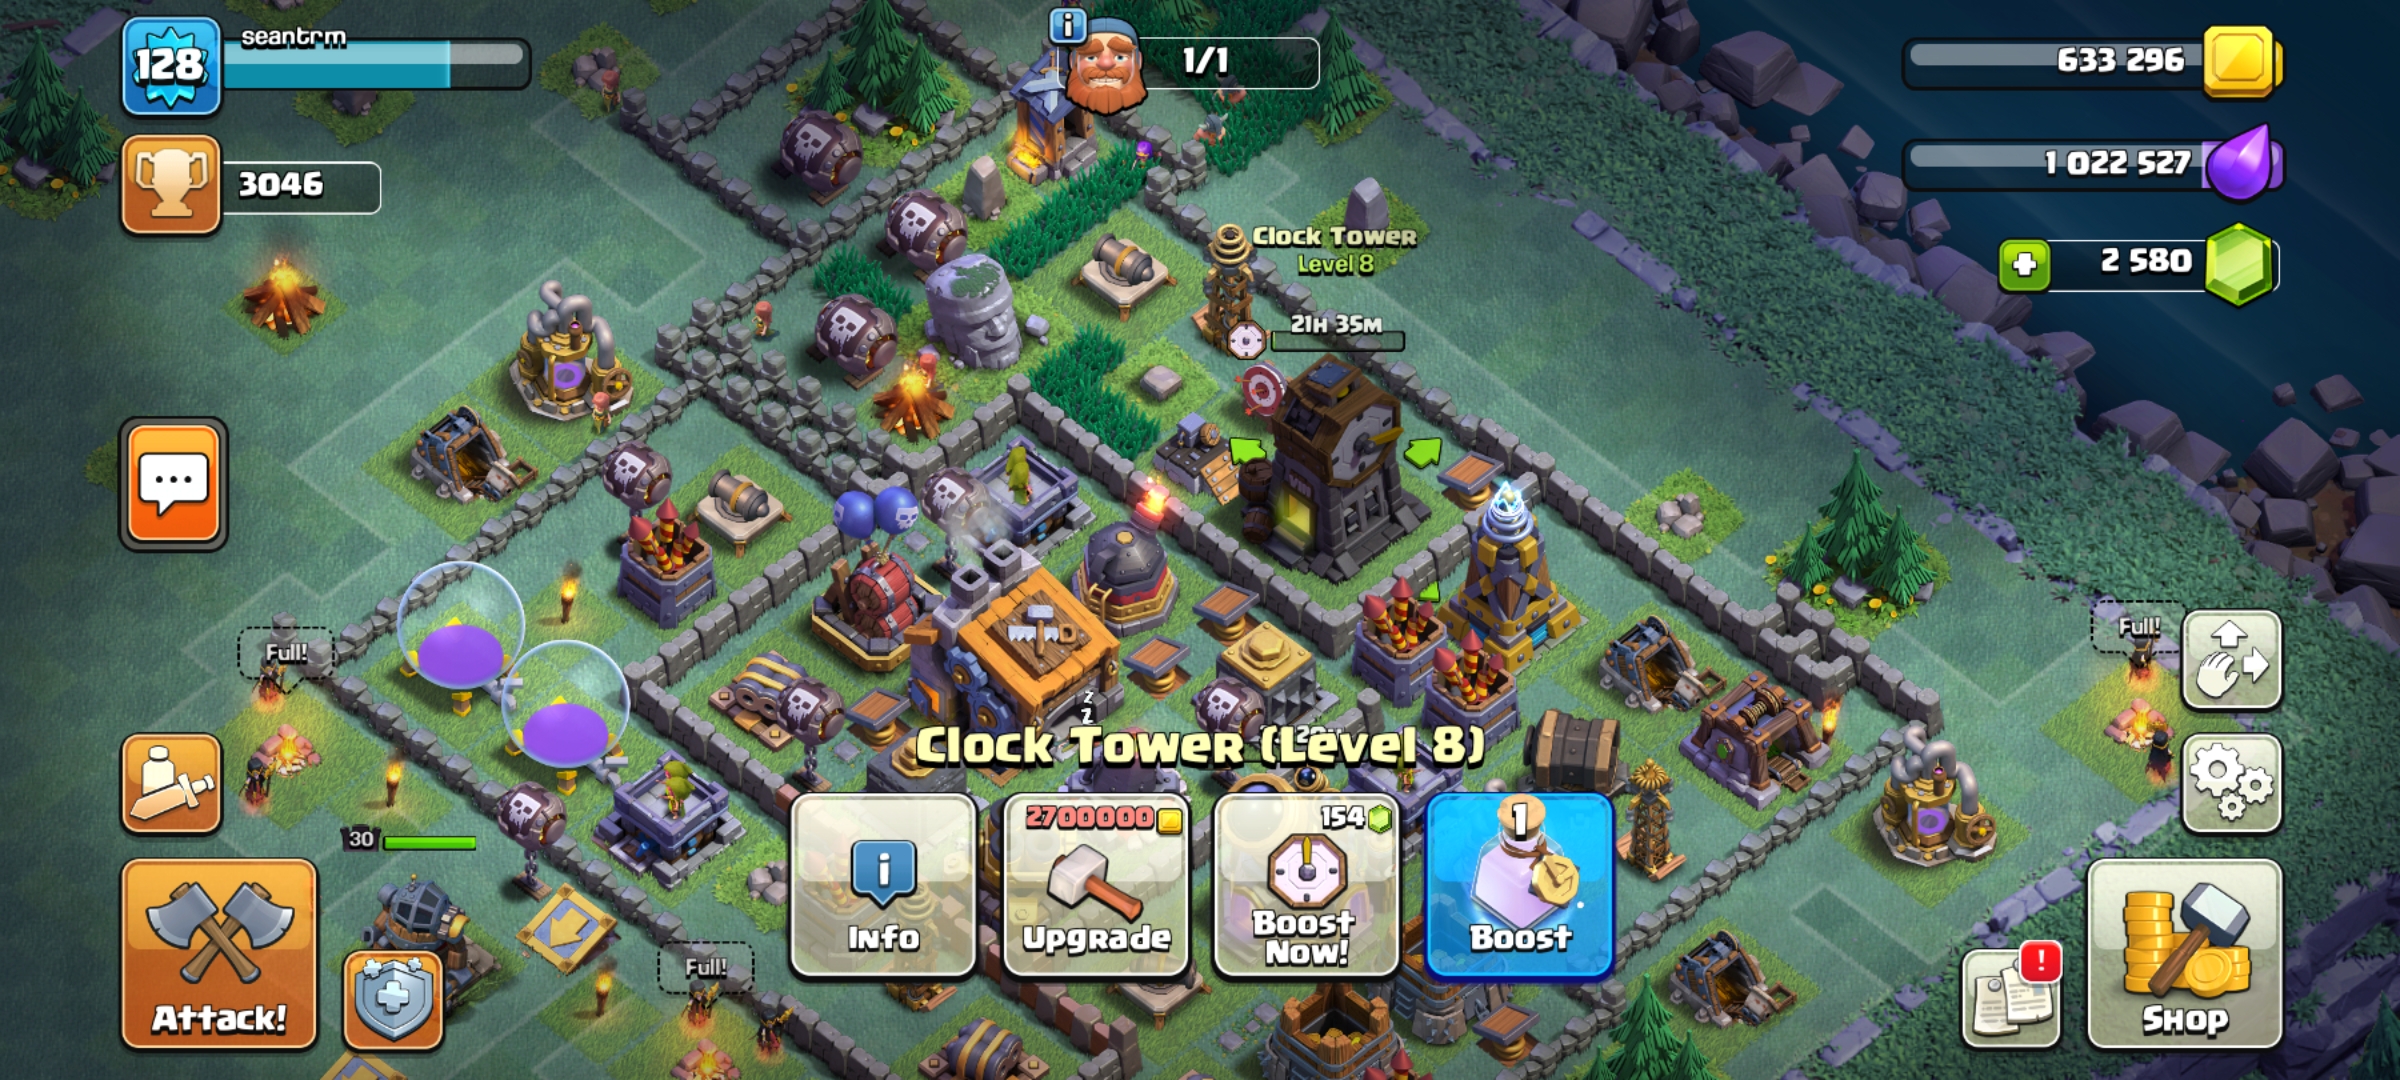 128
seantrm
1/1
633 296
3046
1 022 527
2 580
Clock Tower
Level 8
21H 35M
Full!
Full!
z
z
Clock Tower (Level 8)
30
2700000
154
1
Info
Upgrade
Boost
Now!
Boost
Full!
!
Attack!
Shop